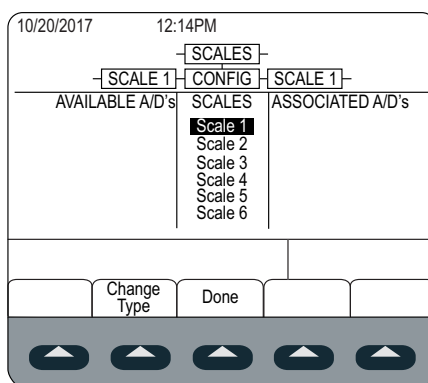 10/20/2017 12:14PM
SCALES
SCALE 1 CONFIG SCALE 1
AVAILABLE A/D's SCALES ASSOCIATED A/D's
Scale 1
Scale 2
Scale 3
Scale 4
Scale 5
Scale 6
Change
Type
Done